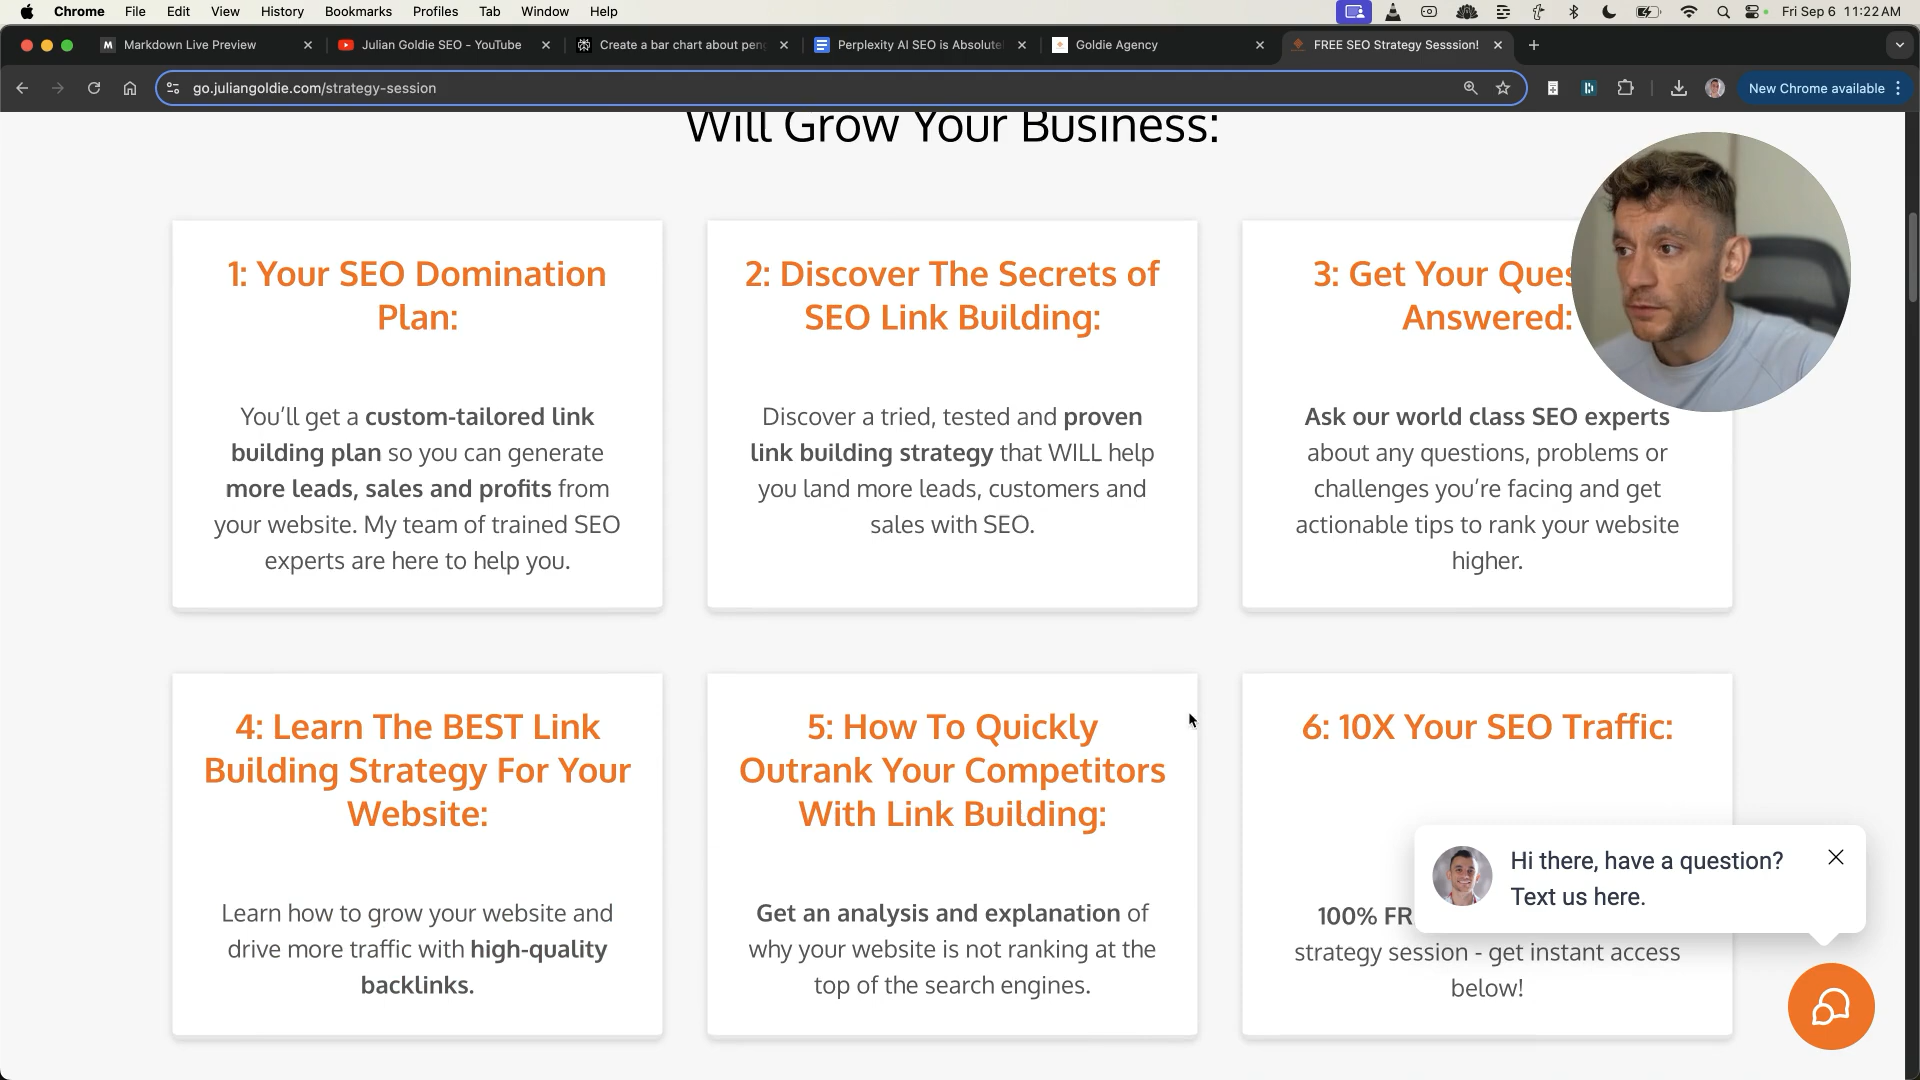 Chrome File Edit View History Bookmarks Profiles Tab Window Help Fri Sep 6 11:22 AM
Markdown Live Preview
Julian Goldie SEO - YouTube
Create a bar chart about peng
Perplexity AI SEO is Absolute
Goldie Agency
FREE SEO Strategy Sesssion!
go.juliangoldie.com/strategy-session
New Chrome available
Will Grow Your Business:
1: Your SEO Domination
Plan:
You'll get a custom-tailored link
building plan so you can generate
more leads, sales and profits from
your website. My team of trained SEO
experts are here to help you.
2: Discover The Secrets of
SEO Link Building:
Discover a tried, tested and proven
link building strategy that WILL help
you land more leads, customers and
sales with SEO.
3: Get Your Ques
Answered:
Ask our world class SEO experts
about any questions, problems or
challenges you're facing and get
actionable tips to rank your website
higher.
4: Learn The BEST Link
Building Strategy For Your
Website:
Learn how to grow your website and
drive more traffic with high-quality
backlinks.
5: How To Quickly
Outrank Your Competitors
With Link Building:
Get an analysis and explanation of
why your website is not ranking at the
top of the search engines.
6: 10X Your SEO Traffic:
100% FR
strategy session - get instant access
below!
Hi there, have a question?
Text us here.